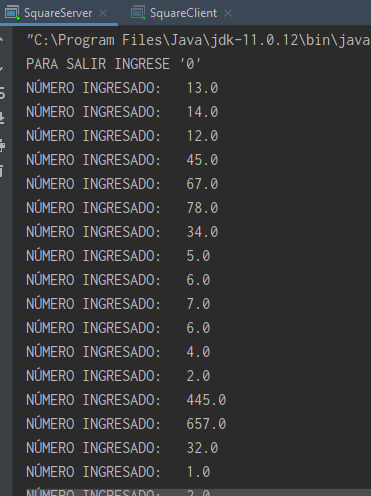 SquareServer SquareClient
"C:\Program Files\Java\jdk-11.0.12\bin\java
PARA SALIR INGRESE '0'
NÚMERO INGRESADO: 13.0
NÚMERO INGRESADO: 14.0
NÚMERO INGRESADO: 12.0
NÚMERO INGRESADO: 45.0
NÚMERO INGRESADO: 67.0
NÚMERO INGRESADO: 78.0
NÚMERO INGRESADO: 34.0
NÚMERO INGRESADO: 5.0
NÚMERO INGRESADO: 6.0
NÚMERO INGRESADO: 7.0
NÚMERO INGRESADO: 6.0
NÚMERO INGRESADO: 4.0
NÚMERO INGRESADO: 2.0
NÚMERO INGRESADO: 445.0
NÚMERO INGRESADO: 657.0
NÚMERO INGRESADO: 32.0
NÚMERO INGRESADO: 1.0
NÚMERO INGRESADO: